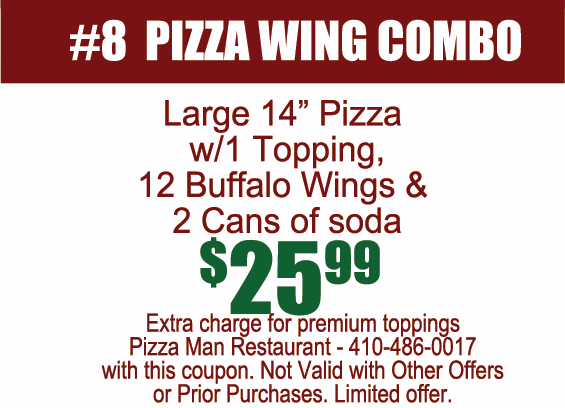 #8 PIZZA WING COMBO
Large 14” Pizza
w/1 Topping,
12 Buffalo Wings &
2 Cans of soda
$25.99
Extra charge for premium toppings
Pizza Man Restaurant - 410-486-0017
with this coupon. Not Valid with Other Offers
or Prior Purchases. Limited offer.